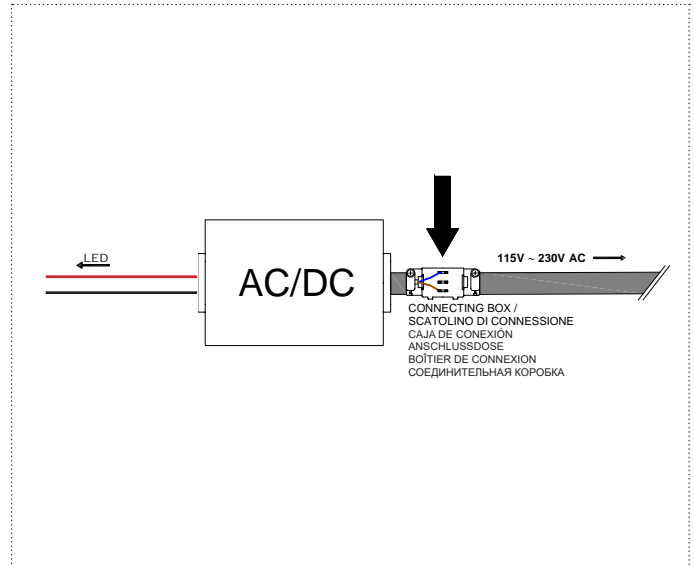 LED
AC/DC
115V ~ 230V AC
CONNECTING BOX /
SCATOLINO DI CONNESSIONE
CAJA DE CONEXIÓN
ANSCHLUSSDOSE
BOÎTIER DE CONNEXION
СОЕДИНИТЕЛЬНАЯ КОРОБКА